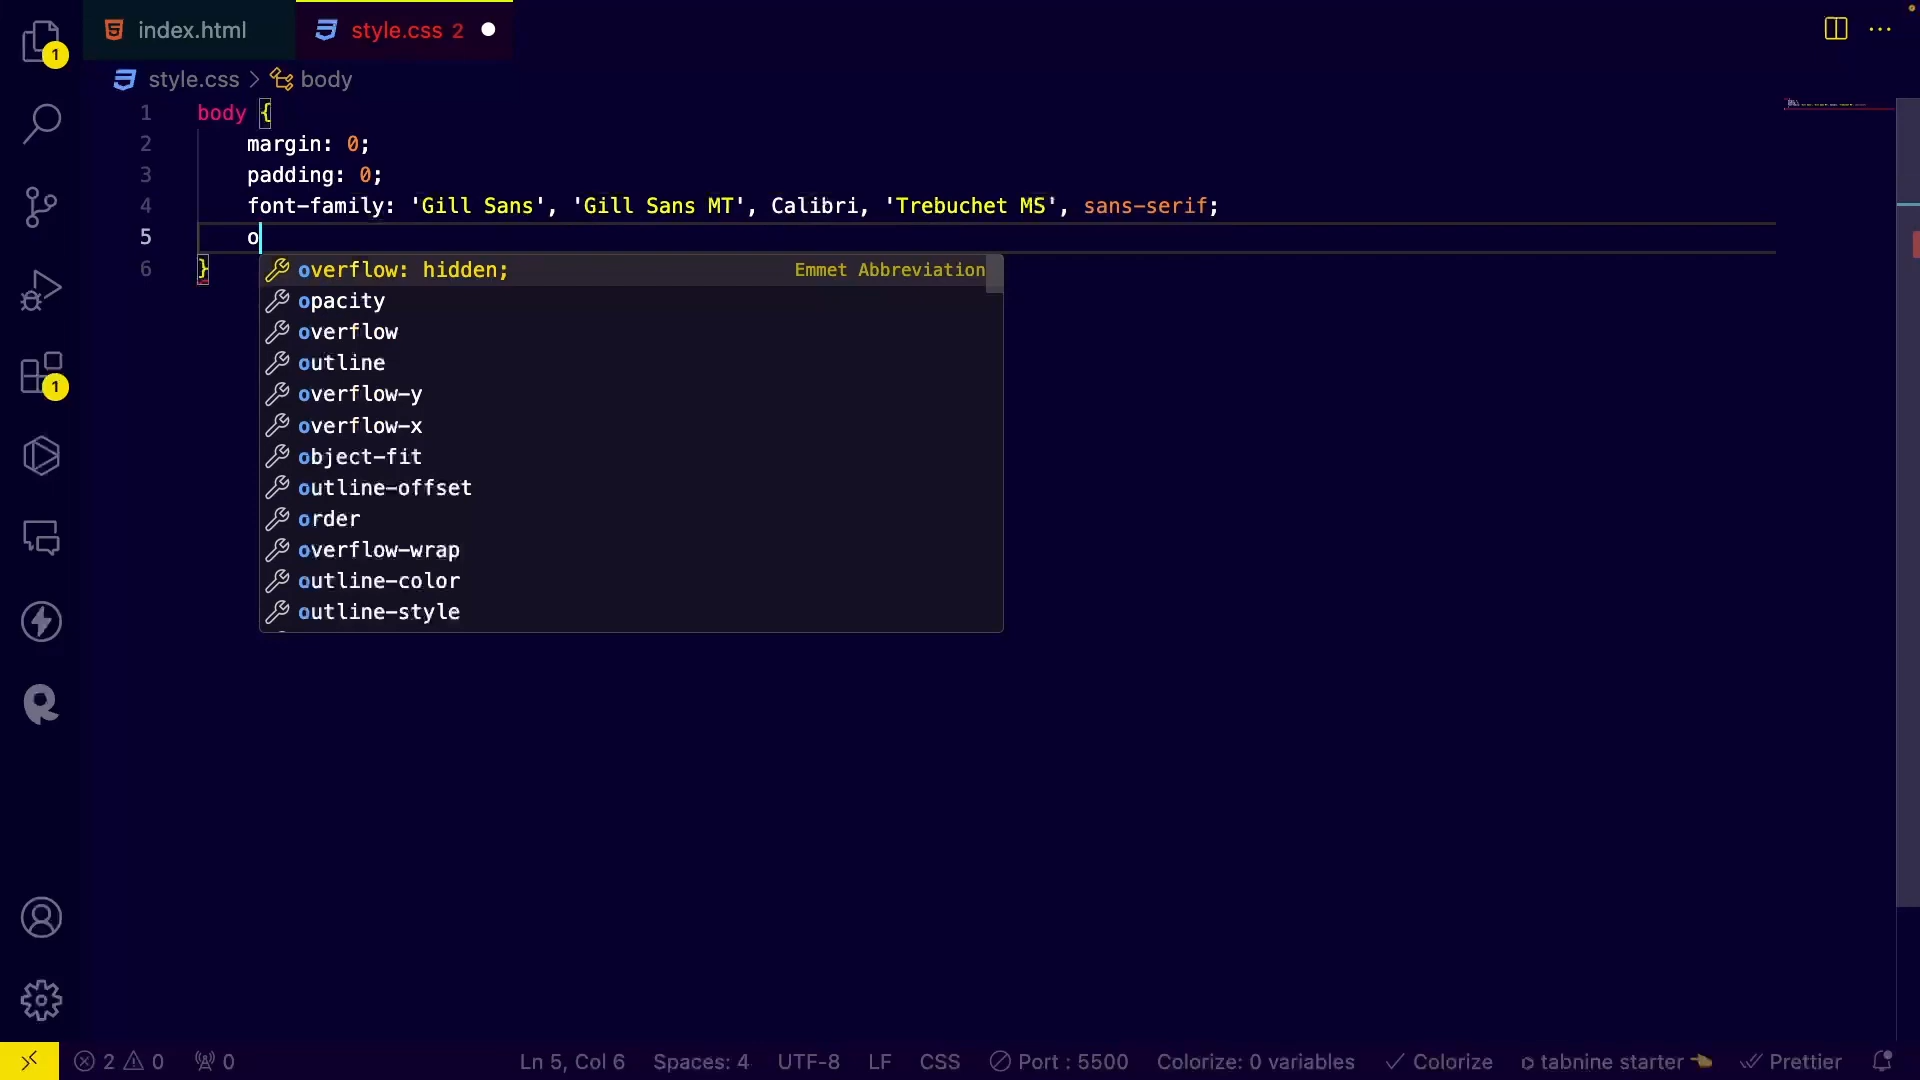 index.html
style.css 2
style.css > body
1 body {
2 margin: 0;
3 padding: 0;
4 font-family: 'Gill Sans', 'Gill Sans MT', Calibri, 'Trebuchet MS', sans-serif;
5 o
6 }
overflow: hidden; Emmet Abbreviation
opacity
overflow
outline
overflow-y
overflow-x
object-fit
outline-offset
order
overflow-wrap
outline-color
outline-style
1
1
2 0 0 Ln 5, Col 6 Spaces: 4 UTF-8 LF CSS Port : 5500 Colorize: 0 variables Colorize tabnine starter Prettier